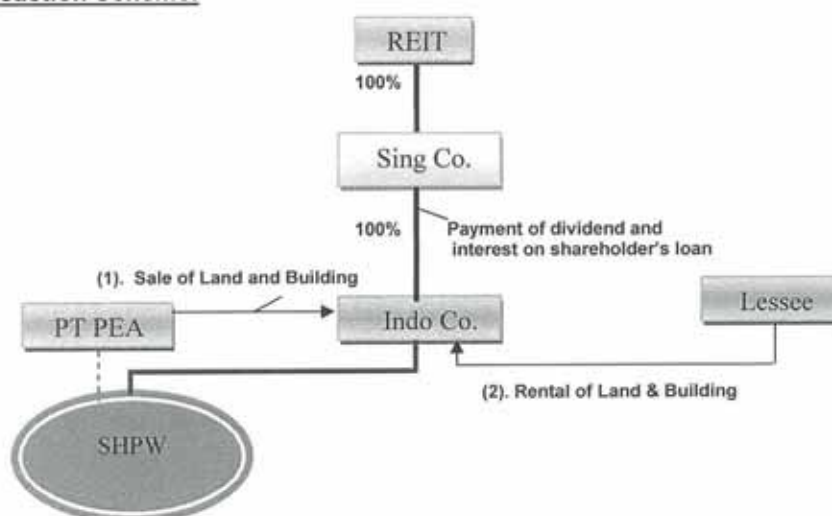 REIT
100%
Sing Co.
100%
Payment of dividend and
interest on shareholder's loan
(1). Sale of Land and Building
PT PEA
Indo Co.
Lessee
(2). Rental of Land & Building
SHPW